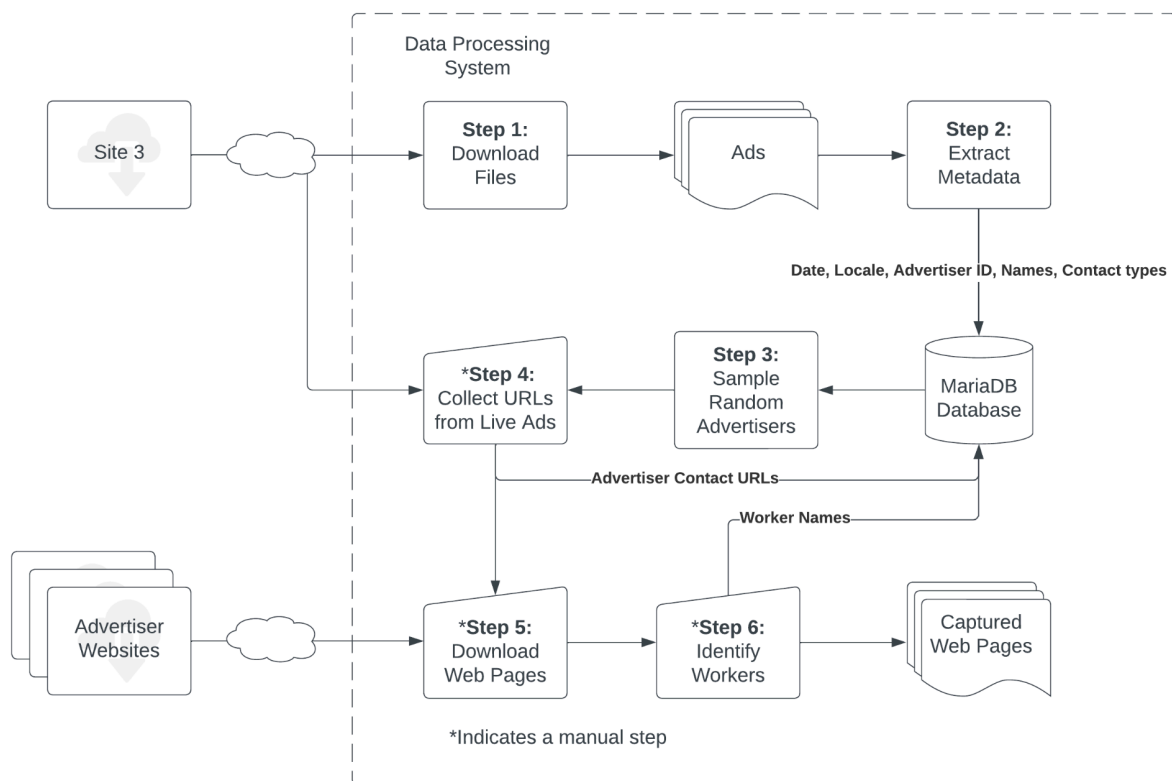 Data Processing
System
Site 3
Step 1:
Download
Files
Ads
Step 2:
Extract
Metadata
Date, Locale, Advertiser ID, Names, Contact types
*Step 4:
Collect URLs
from Live Ads
Step 3:
Sample
Random
Advertisers
MariaDB
Database
Advertiser Contact URLs
Worker Names
Advertiser
Websites
*Step 5:
Download
Web Pages
*Step 6:
Identify
Workers
Captured
Web Pages
*Indicates a manual step